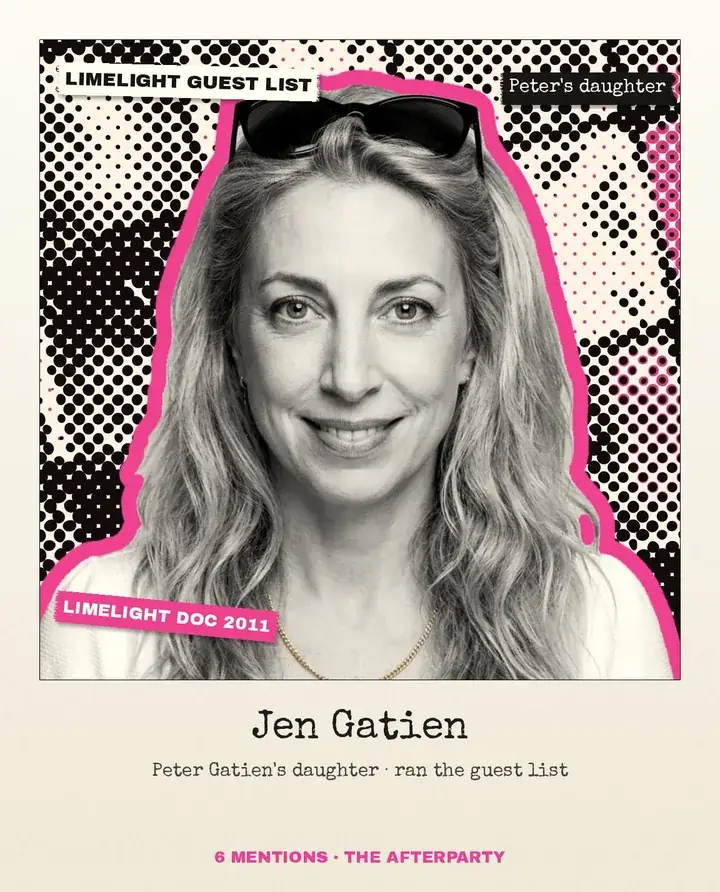 LIMELIGHT GUEST LIST
Peter's daughter
LIMELIGHT DOC 2011
Jen Gatien
Peter Gatien's daughter · ran the guest list
6 MENTIONS · THE AFTERPARTY